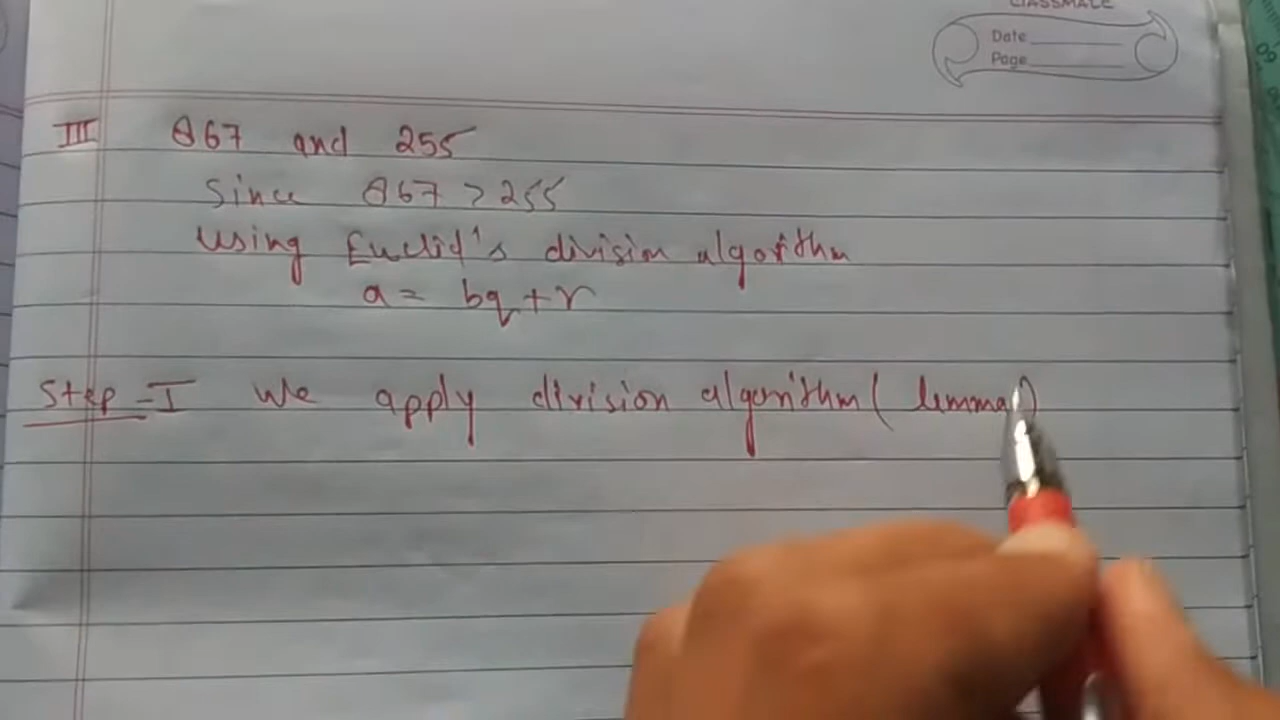 CLASSMATE
Date
Page
III 867 and 255
Since 867 > 255
Using Euclid's division algorithm
a = bq + r
Step-I We apply division algorithm ( lemma)